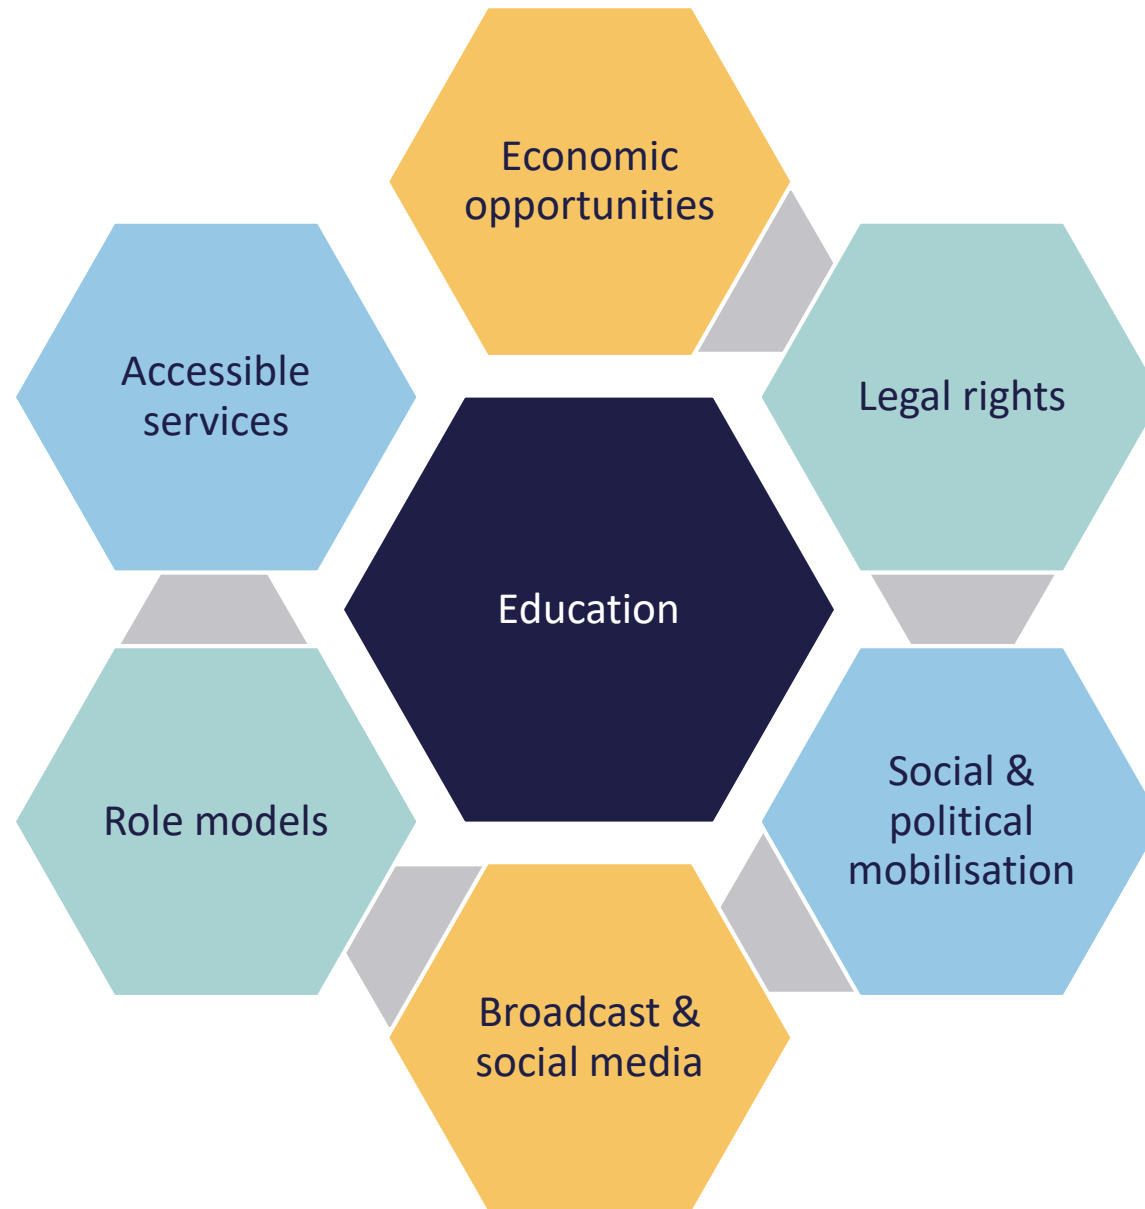 Economic
opportunities
Legal rights
Social &
political
mobilisation
Broadcast &
social media
Role models
Accessible
services
Education